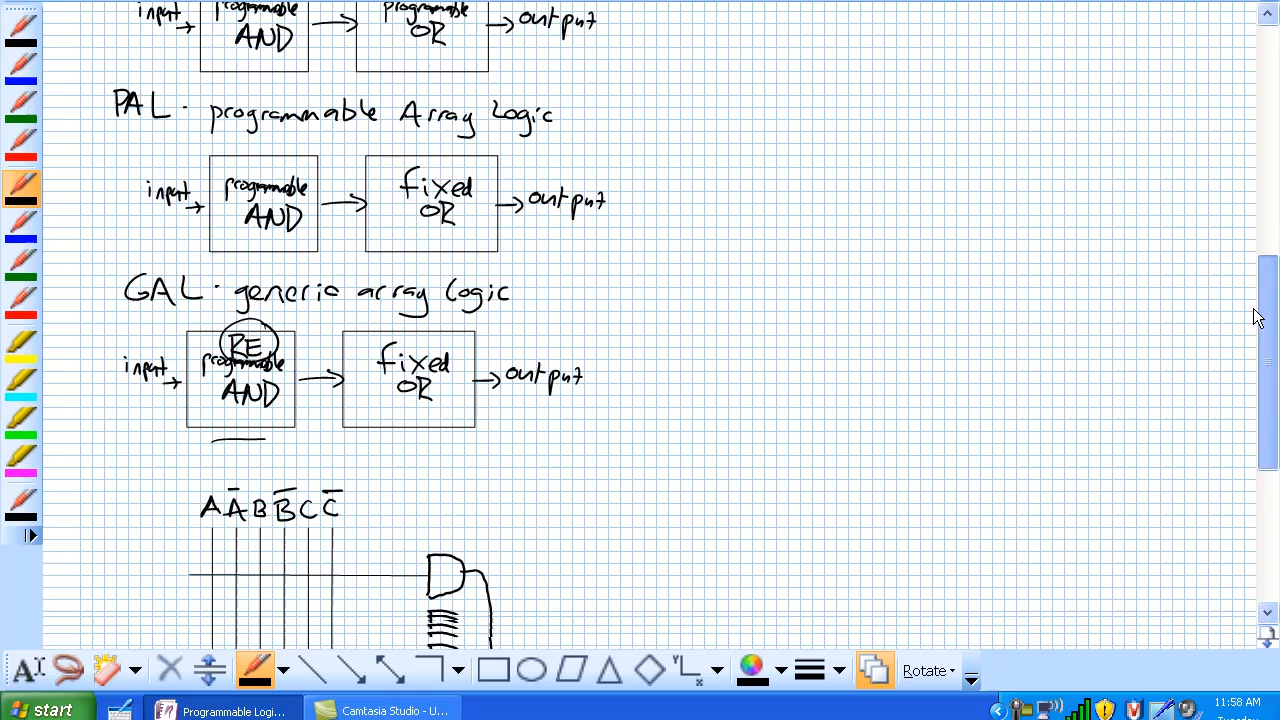 input programmable programmable output
AND OR
PAL - programmable Array Logic
input programmable fixed output
AND OR
GAL - generic array logic
RE
input programmable fixed output
AND OR
A A̅ B B̅ C C̅
A Rotate
start Programmable Logi... Camtasia Studio - U... 11:58 AM
Tuesday